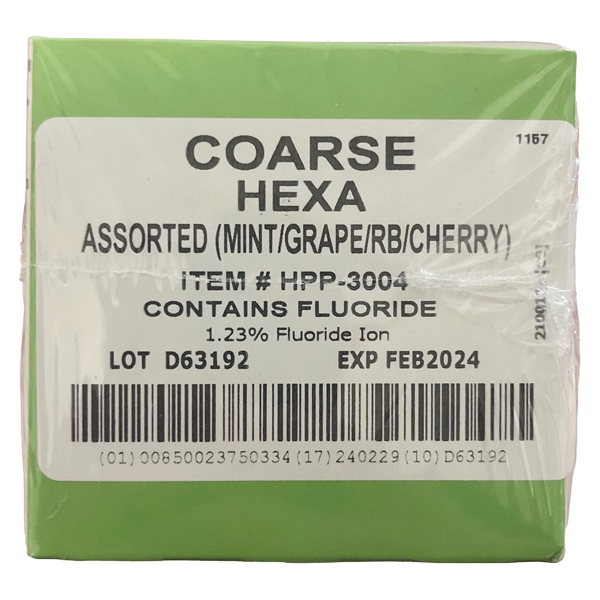 1157
COARSE
HEXA
ASSORTED (MINT/GRAPE/RB/CHERRY)
ITEM # HPP-3004
CONTAINS FLUORIDE
1.23% Fluoride Ion
LOT D63192 EXP FEB2024
(01)00850023750334(17)240229(10)D63192